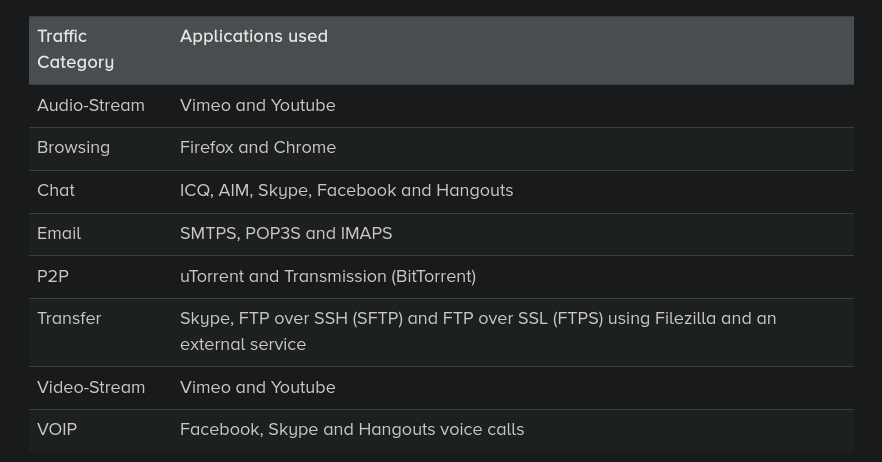 Traffic Category
Applications used
Audio-Stream
Vimeo and Youtube
Browsing
Firefox and Chrome
Chat
ICQ, AIM, Skype, Facebook and Hangouts
Email
SMTPS, POP3S and IMAPS
P2P
uTorrent and Transmission (BitTorrent)
Transfer
Skype, FTP over SSH (SFTP) and FTP over SSL (FTPS) using Filezilla and an
external service
Video-Stream
Vimeo and Youtube
VOIP
Facebook, Skype and Hangouts voice calls